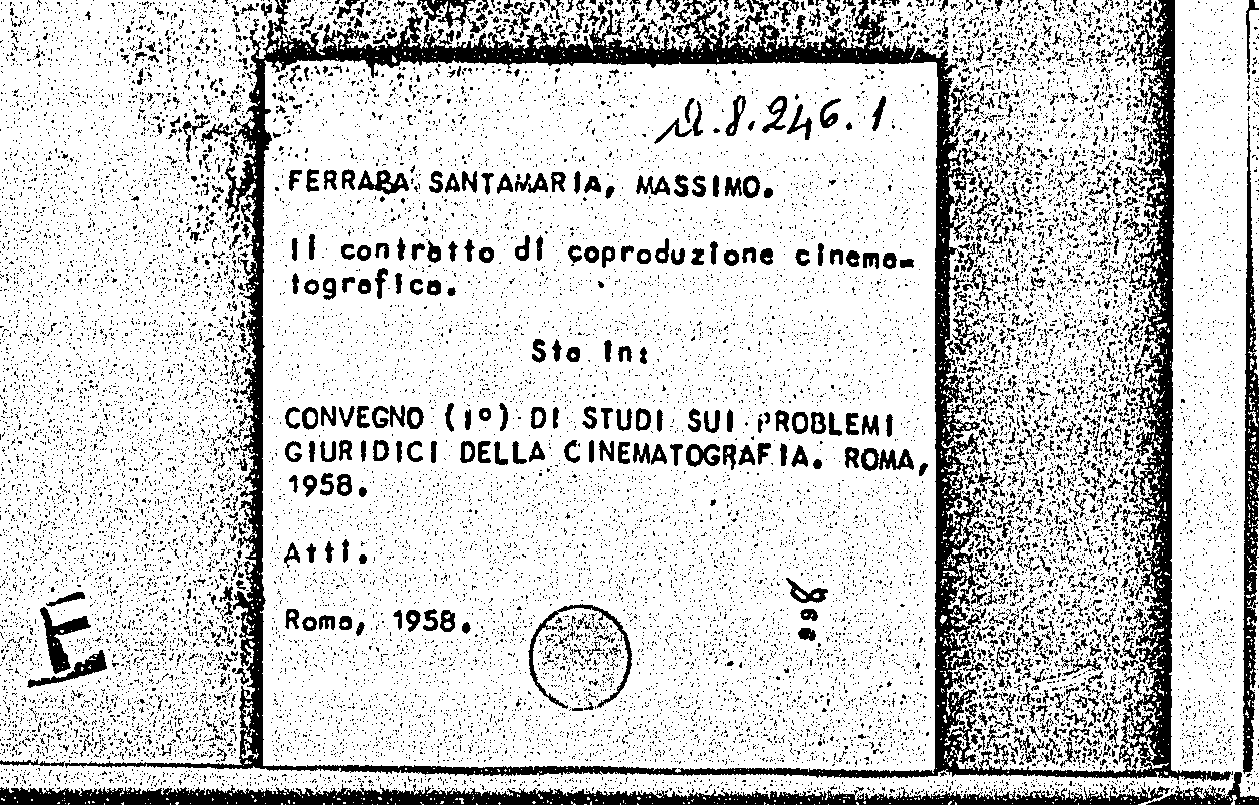 D.8.246.1.
FERRARA SANTAMARIA, MASSIMO.
Il contratto di coproduzione cinema-
tografica.
Sta in:
CONVEGNO (1º) DI STUDI SUI PROBLEMI
GIURIDICI DELLA CINEMATOGRAFIA. ROMA,
1958.
Atti.
Roma, 1958.
E